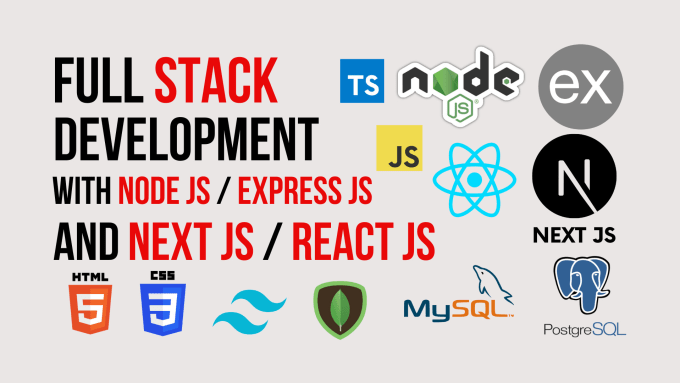 FULL STACK
DEVELOPMENT
WITH NODE JS / EXPRESS JS
AND NEXT JS / REACT JS
TS
node
JS
ex
JS
N
NEXT JS
HTML
5
CSS
3
MySQL™
PostgreSQL